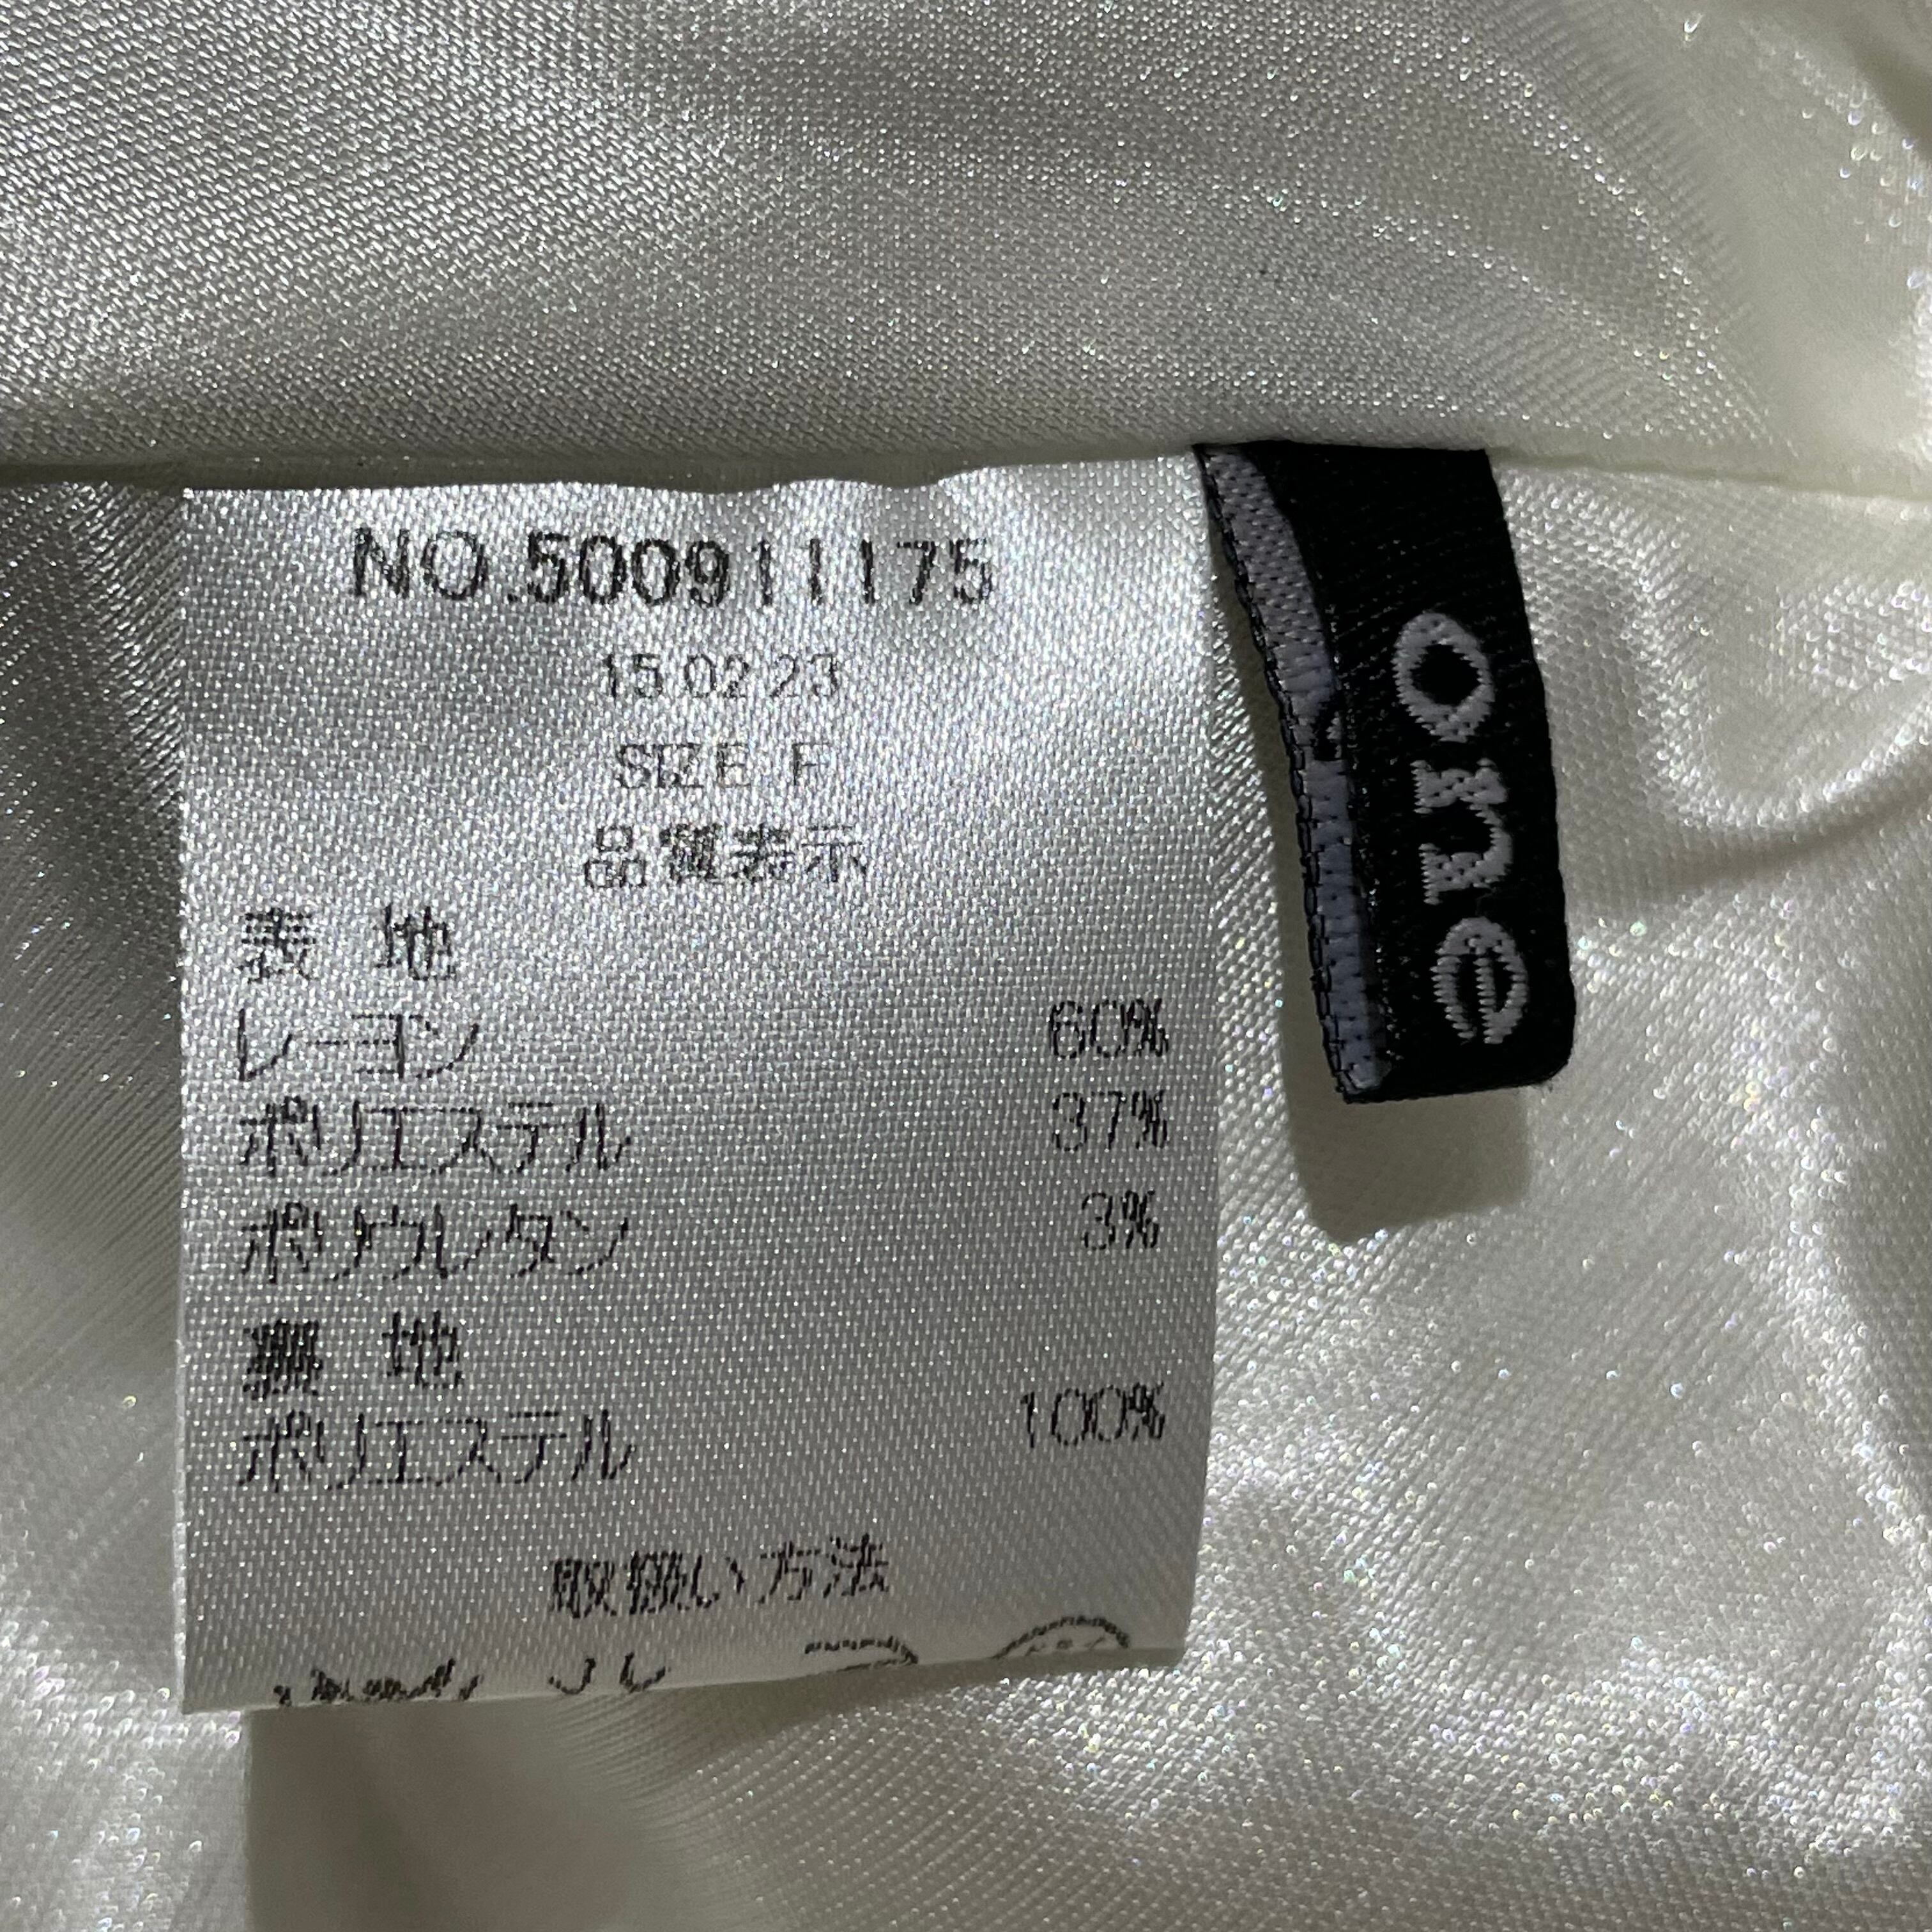 NO.500911175
15.02.23
SIZE F
品質表示
表 地
レーヨン 60%
ポリエステル 37%
ポリウレタン 3%
裏 地
ポリエステル 100%
取扱い方法
one